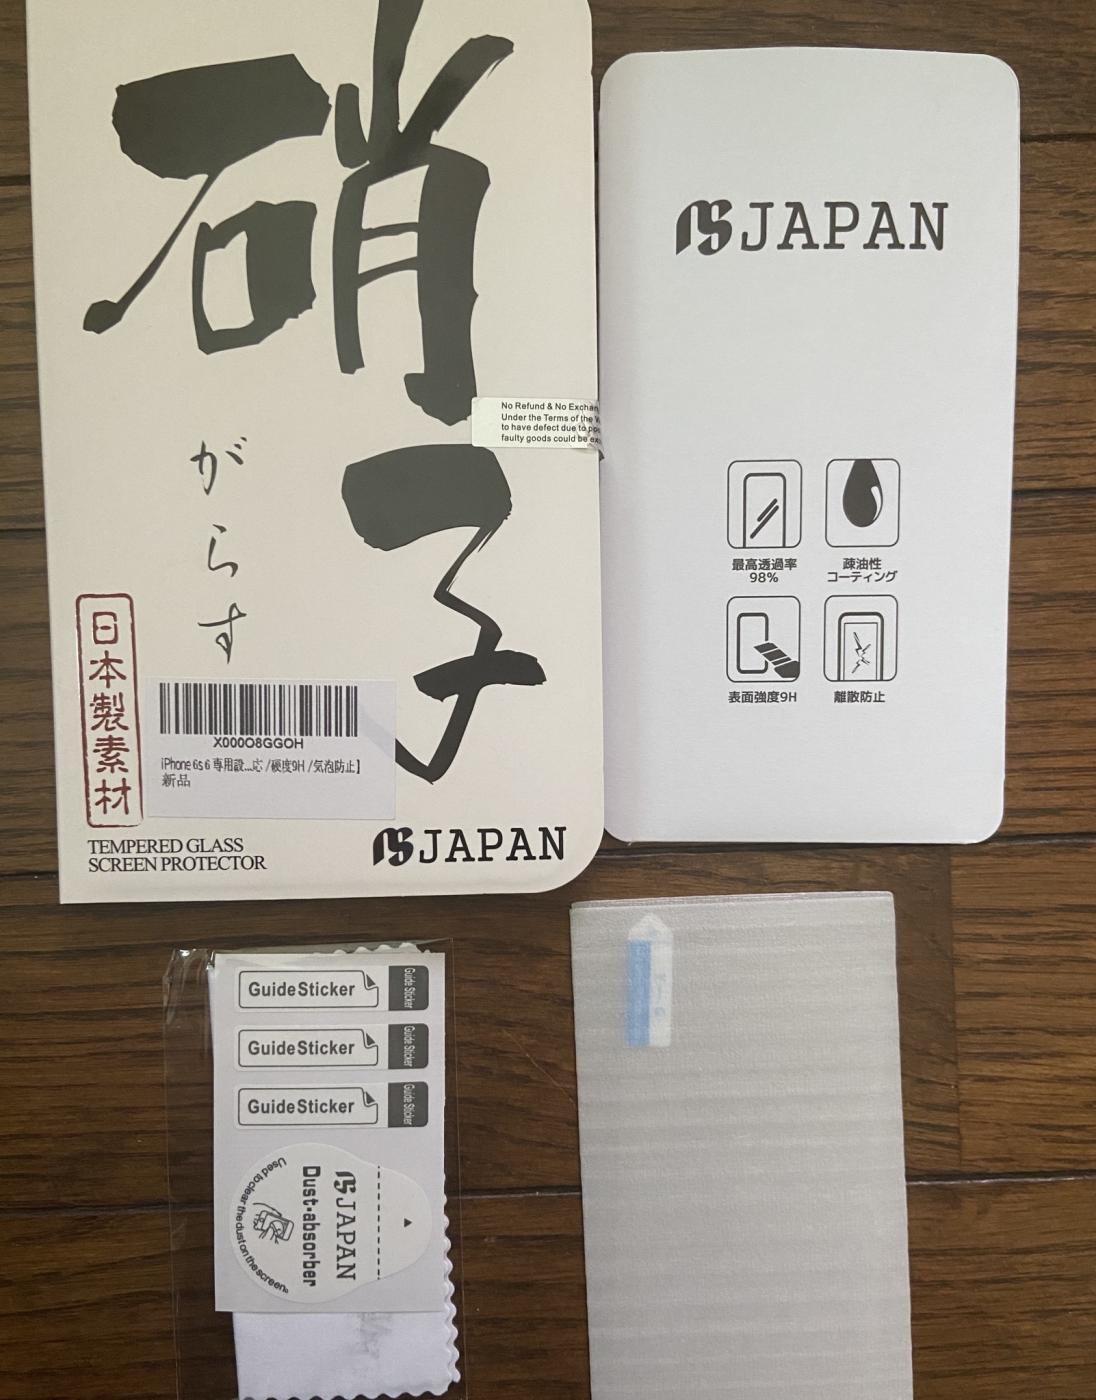 硝子
がらす
日本製素材
No Refund & No Exchan
Under the Terms of the
to have defect due to
faulty goods could be
X000O8GGOH
iPhone 6s 6 専用設...応 /硬度9H /気泡防止】
新品
TEMPERED GLASS
SCREEN PROTECTOR
NS JAPAN
NS JAPAN
最高透過率
98%
疎油性
コーティング
表面強度9H
離散防止
GuideSticker
Guide Sticker
GuideSticker
Guide Sticker
GuideSticker
Guide Sticker
NS JAPAN
Dust-absorber
Used to clear the dust on the screen.